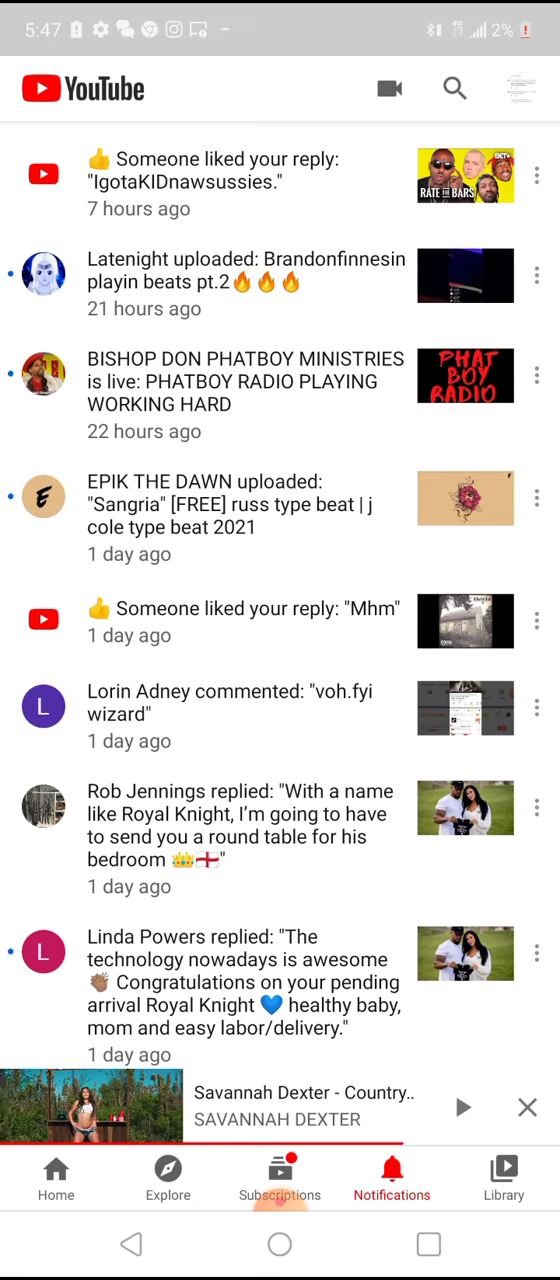 5:47
4G
2%
YouTube
👍 Someone liked your reply:
"IgotaKIDnawsussies."
7 hours ago
BET
RATE THE BARS
Latenight uploaded: Brandonfinnesin
playin beats pt.2🔥🔥🔥
21 hours ago
BISHOP DON PHATBOY MINISTRIES
is live: PHATBOY RADIO PLAYING
WORKING HARD
22 hours ago
PHAT
BOY
RADIO
EPIK THE DAWN uploaded:
"Sangria" [FREE] russ type beat | j
cole type beat 2021
1 day ago
👍 Someone liked your reply: "Mhm"
1 day ago
L
Lorin Adney commented: "voh.fyi
wizard"
1 day ago
Rob Jennings replied: "With a name
like Royal Knight, I’m going to have
to send you a round table for his
bedroom 👑🏴󠁧󠁢󠁥󠁮󠁧󠁿"
1 day ago
L
Linda Powers replied: "The
technology nowadays is awesome
👏🏽 Congratulations on your pending
arrival Royal Knight 💙 healthy baby,
mom and easy labor/delivery."
1 day ago
Savannah Dexter - Country..
SAVANNAH DEXTER
Home
Explore
Subscriptions
Notifications
Library